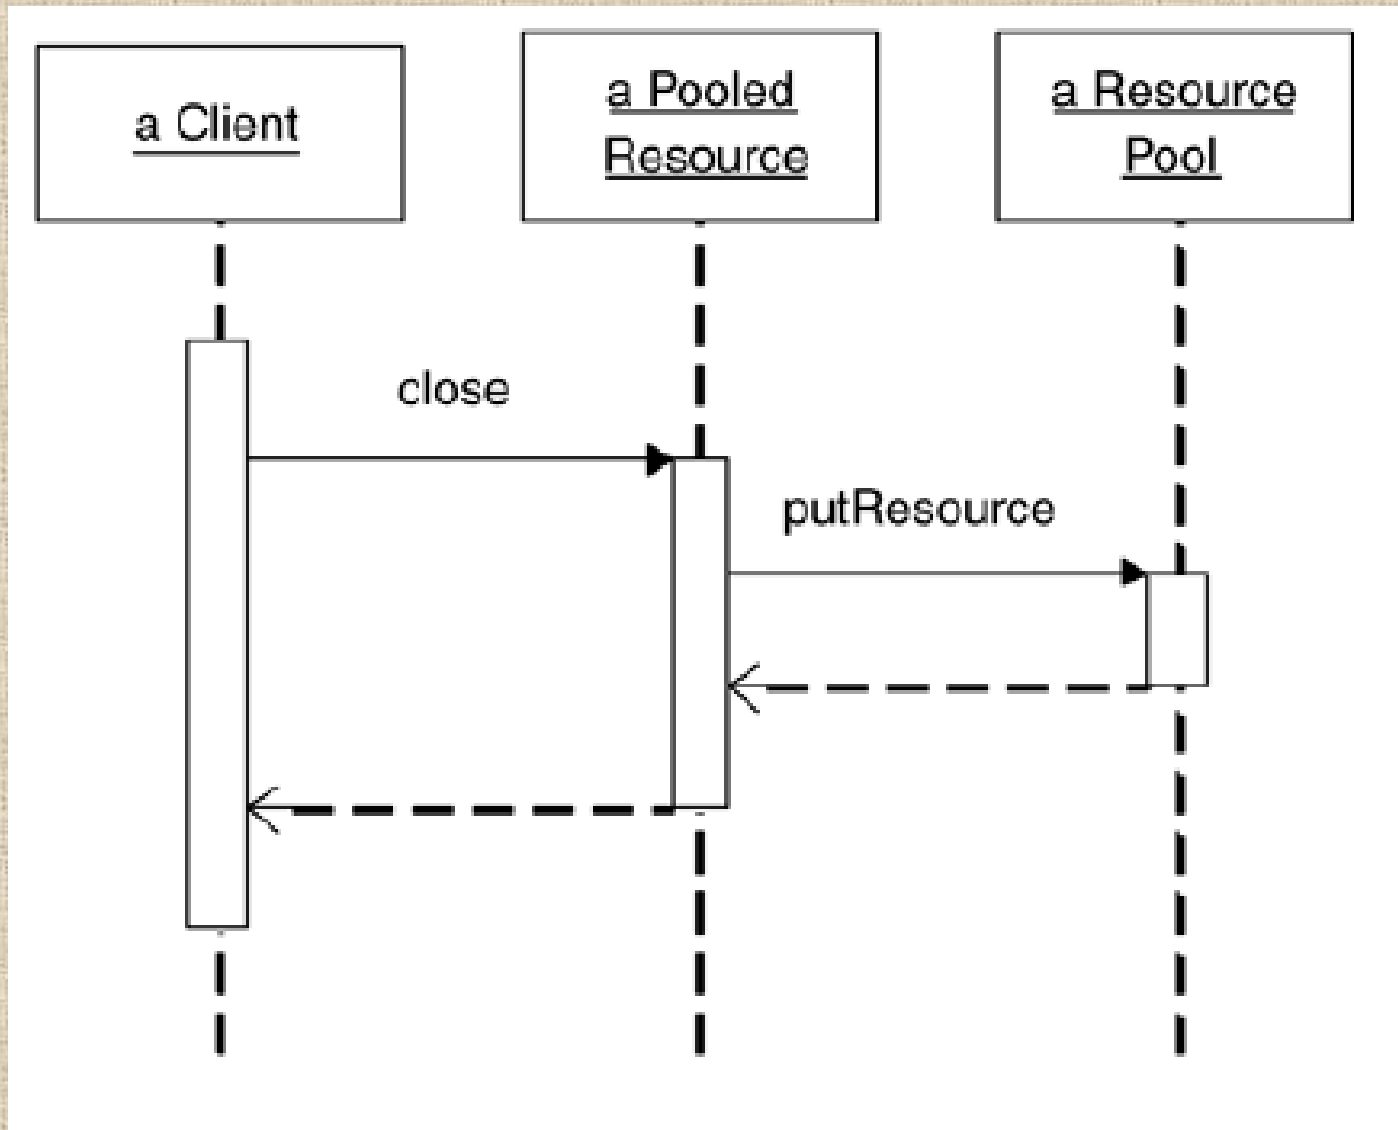 a Client
a Pooled
Resource
a Resource
Pool
close
putResource